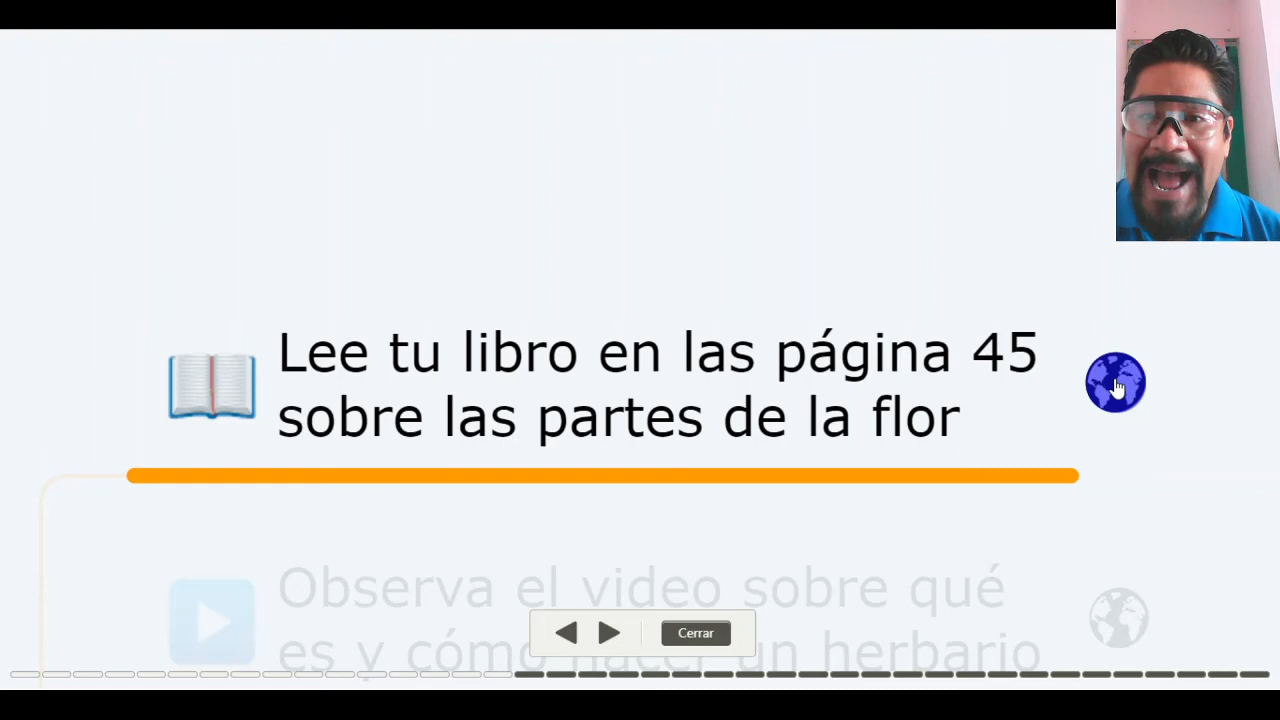 Lee tu libro en las página 45
sobre las partes de la flor
Observa el video sobre qué
es y cómo hacer un herbario
Cerrar